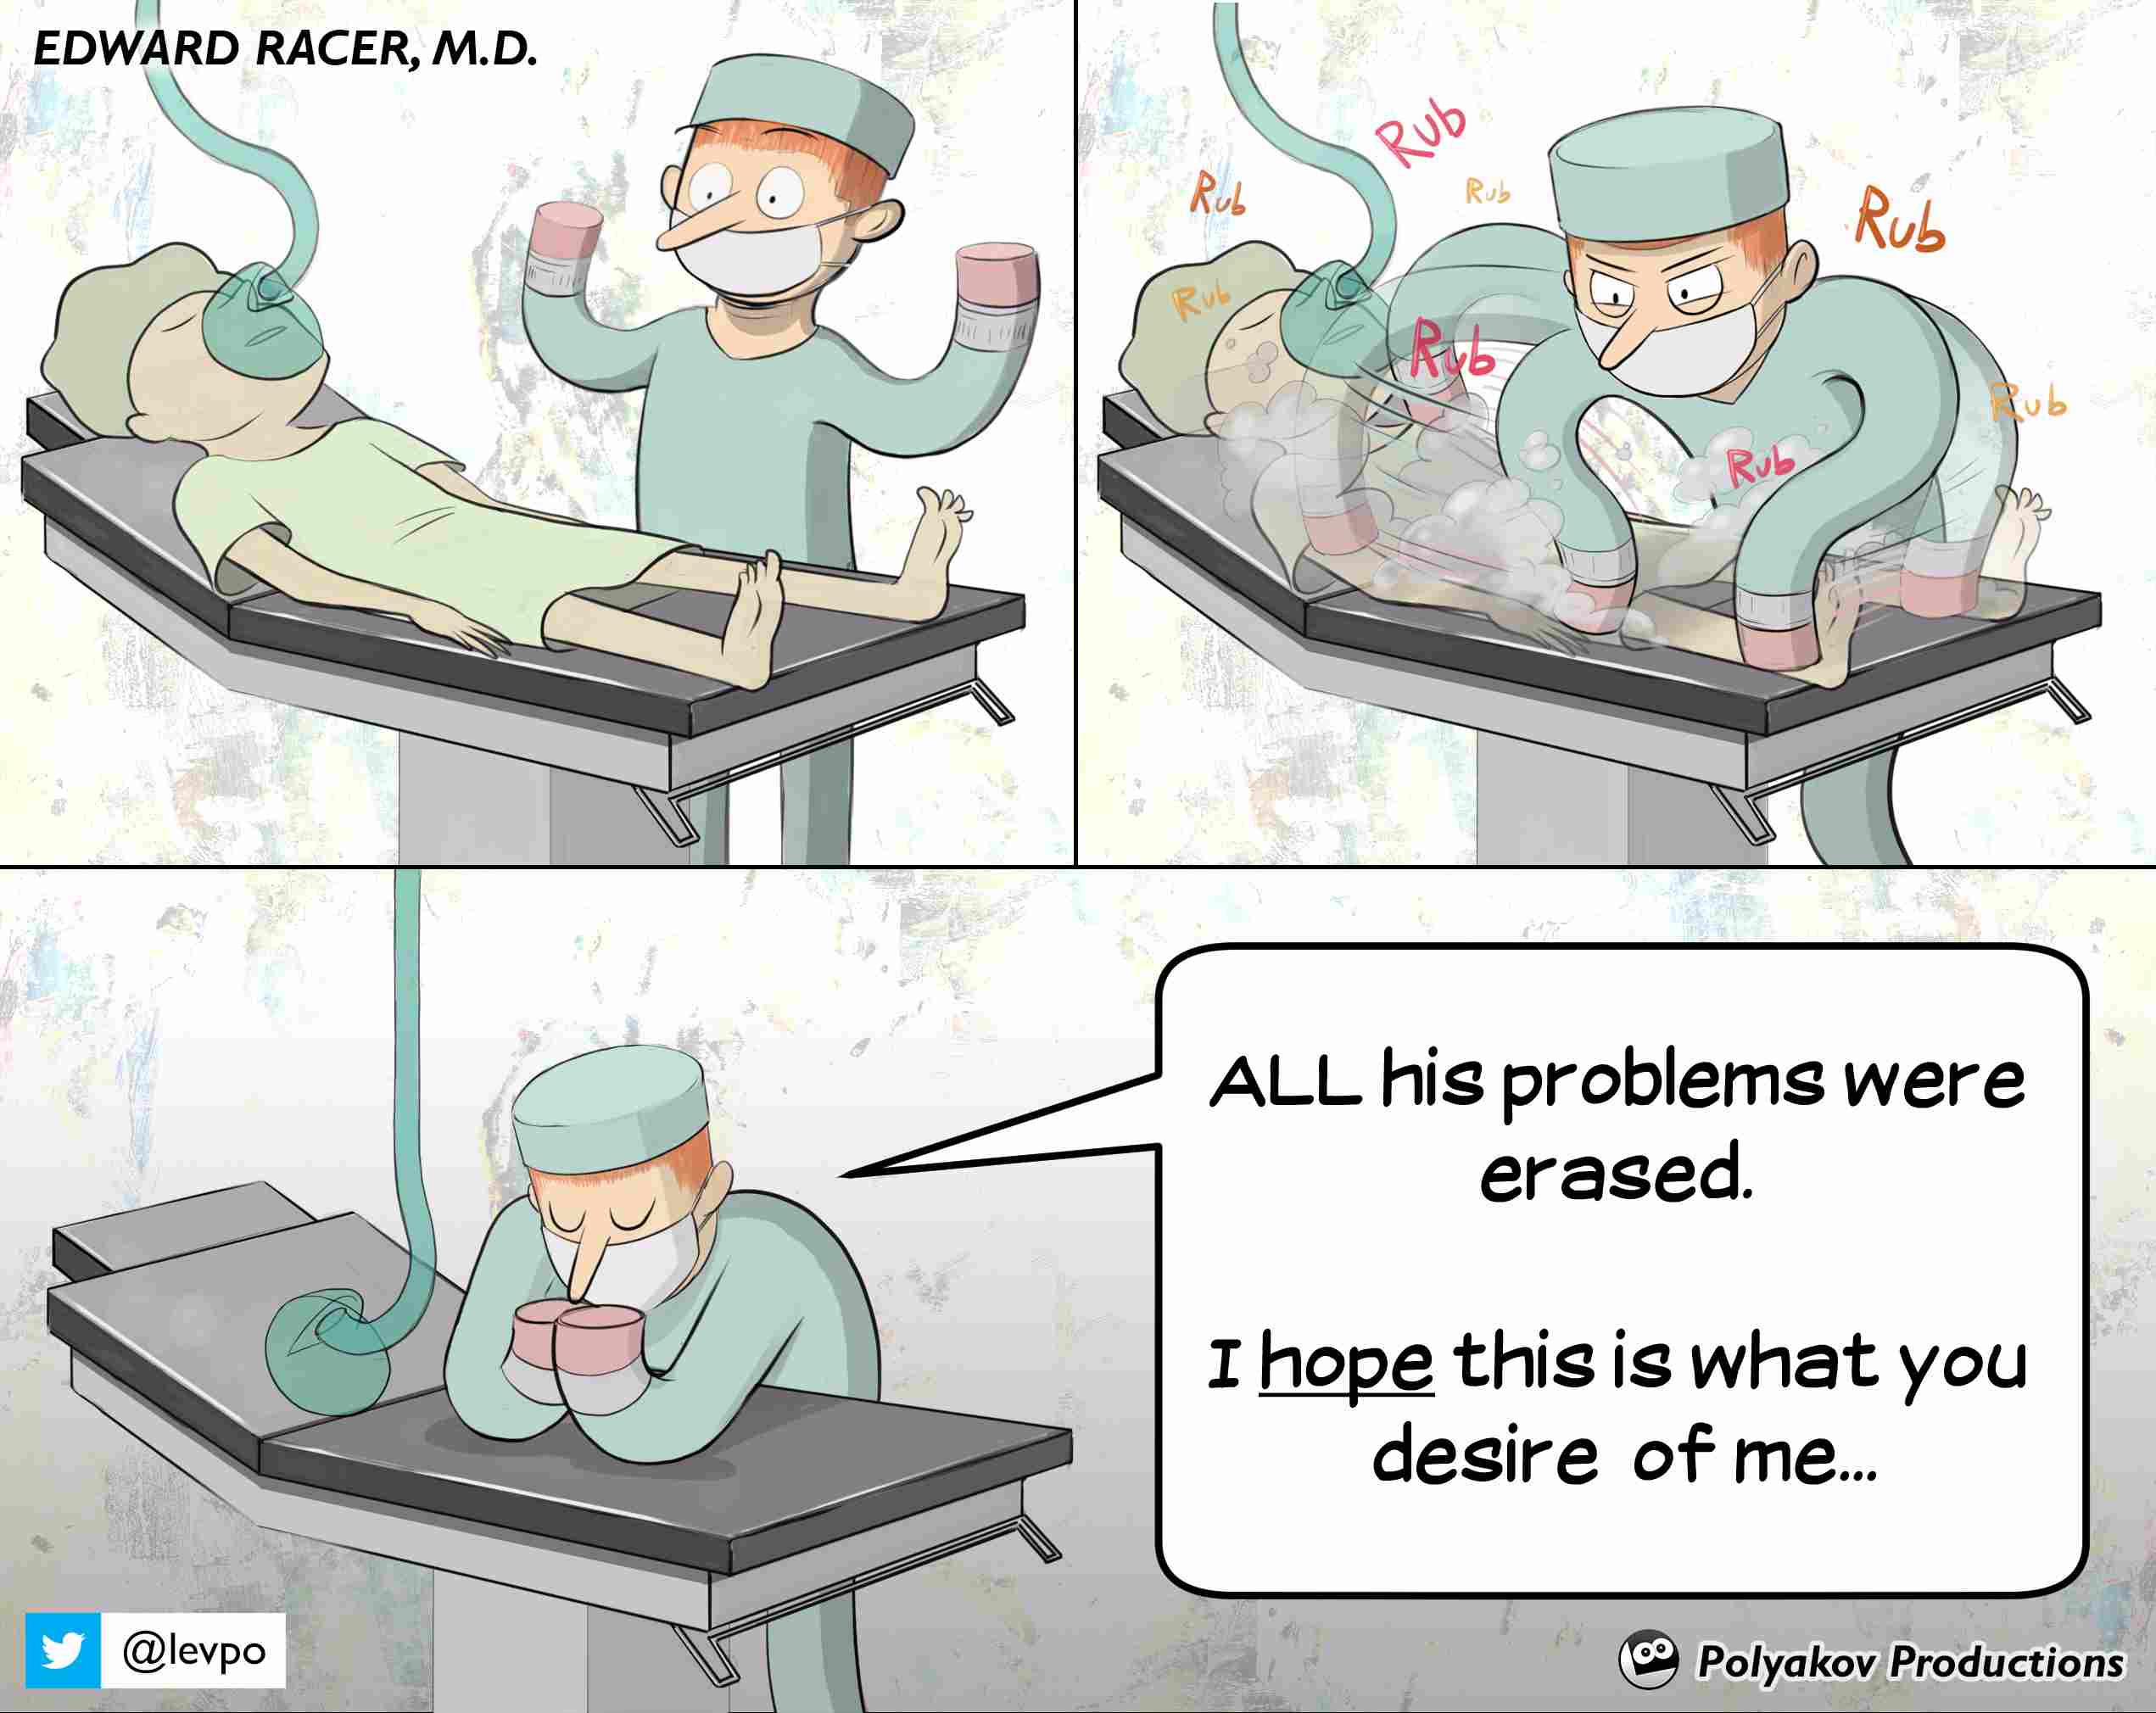 EDWARD RACER, M.D.
Rub
Rub
Rub
Rub
Rub
Rub
Rub
Rub
ALL his problems were
erased.
I hope this is what you
desire of me...
@levpo
Polyakov Productions